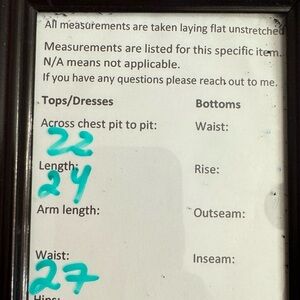 All measurements are taken laying flat unstretched
Measurements are listed for this specific item.
N/A means not applicable.
If you have any questions please reach out to me.
Tops/Dresses Bottoms
Across chest pit to pit: Waist:
22
Length: Rise:
24
Arm length: Outseam:
Waist: Inseam:
27
Hips: